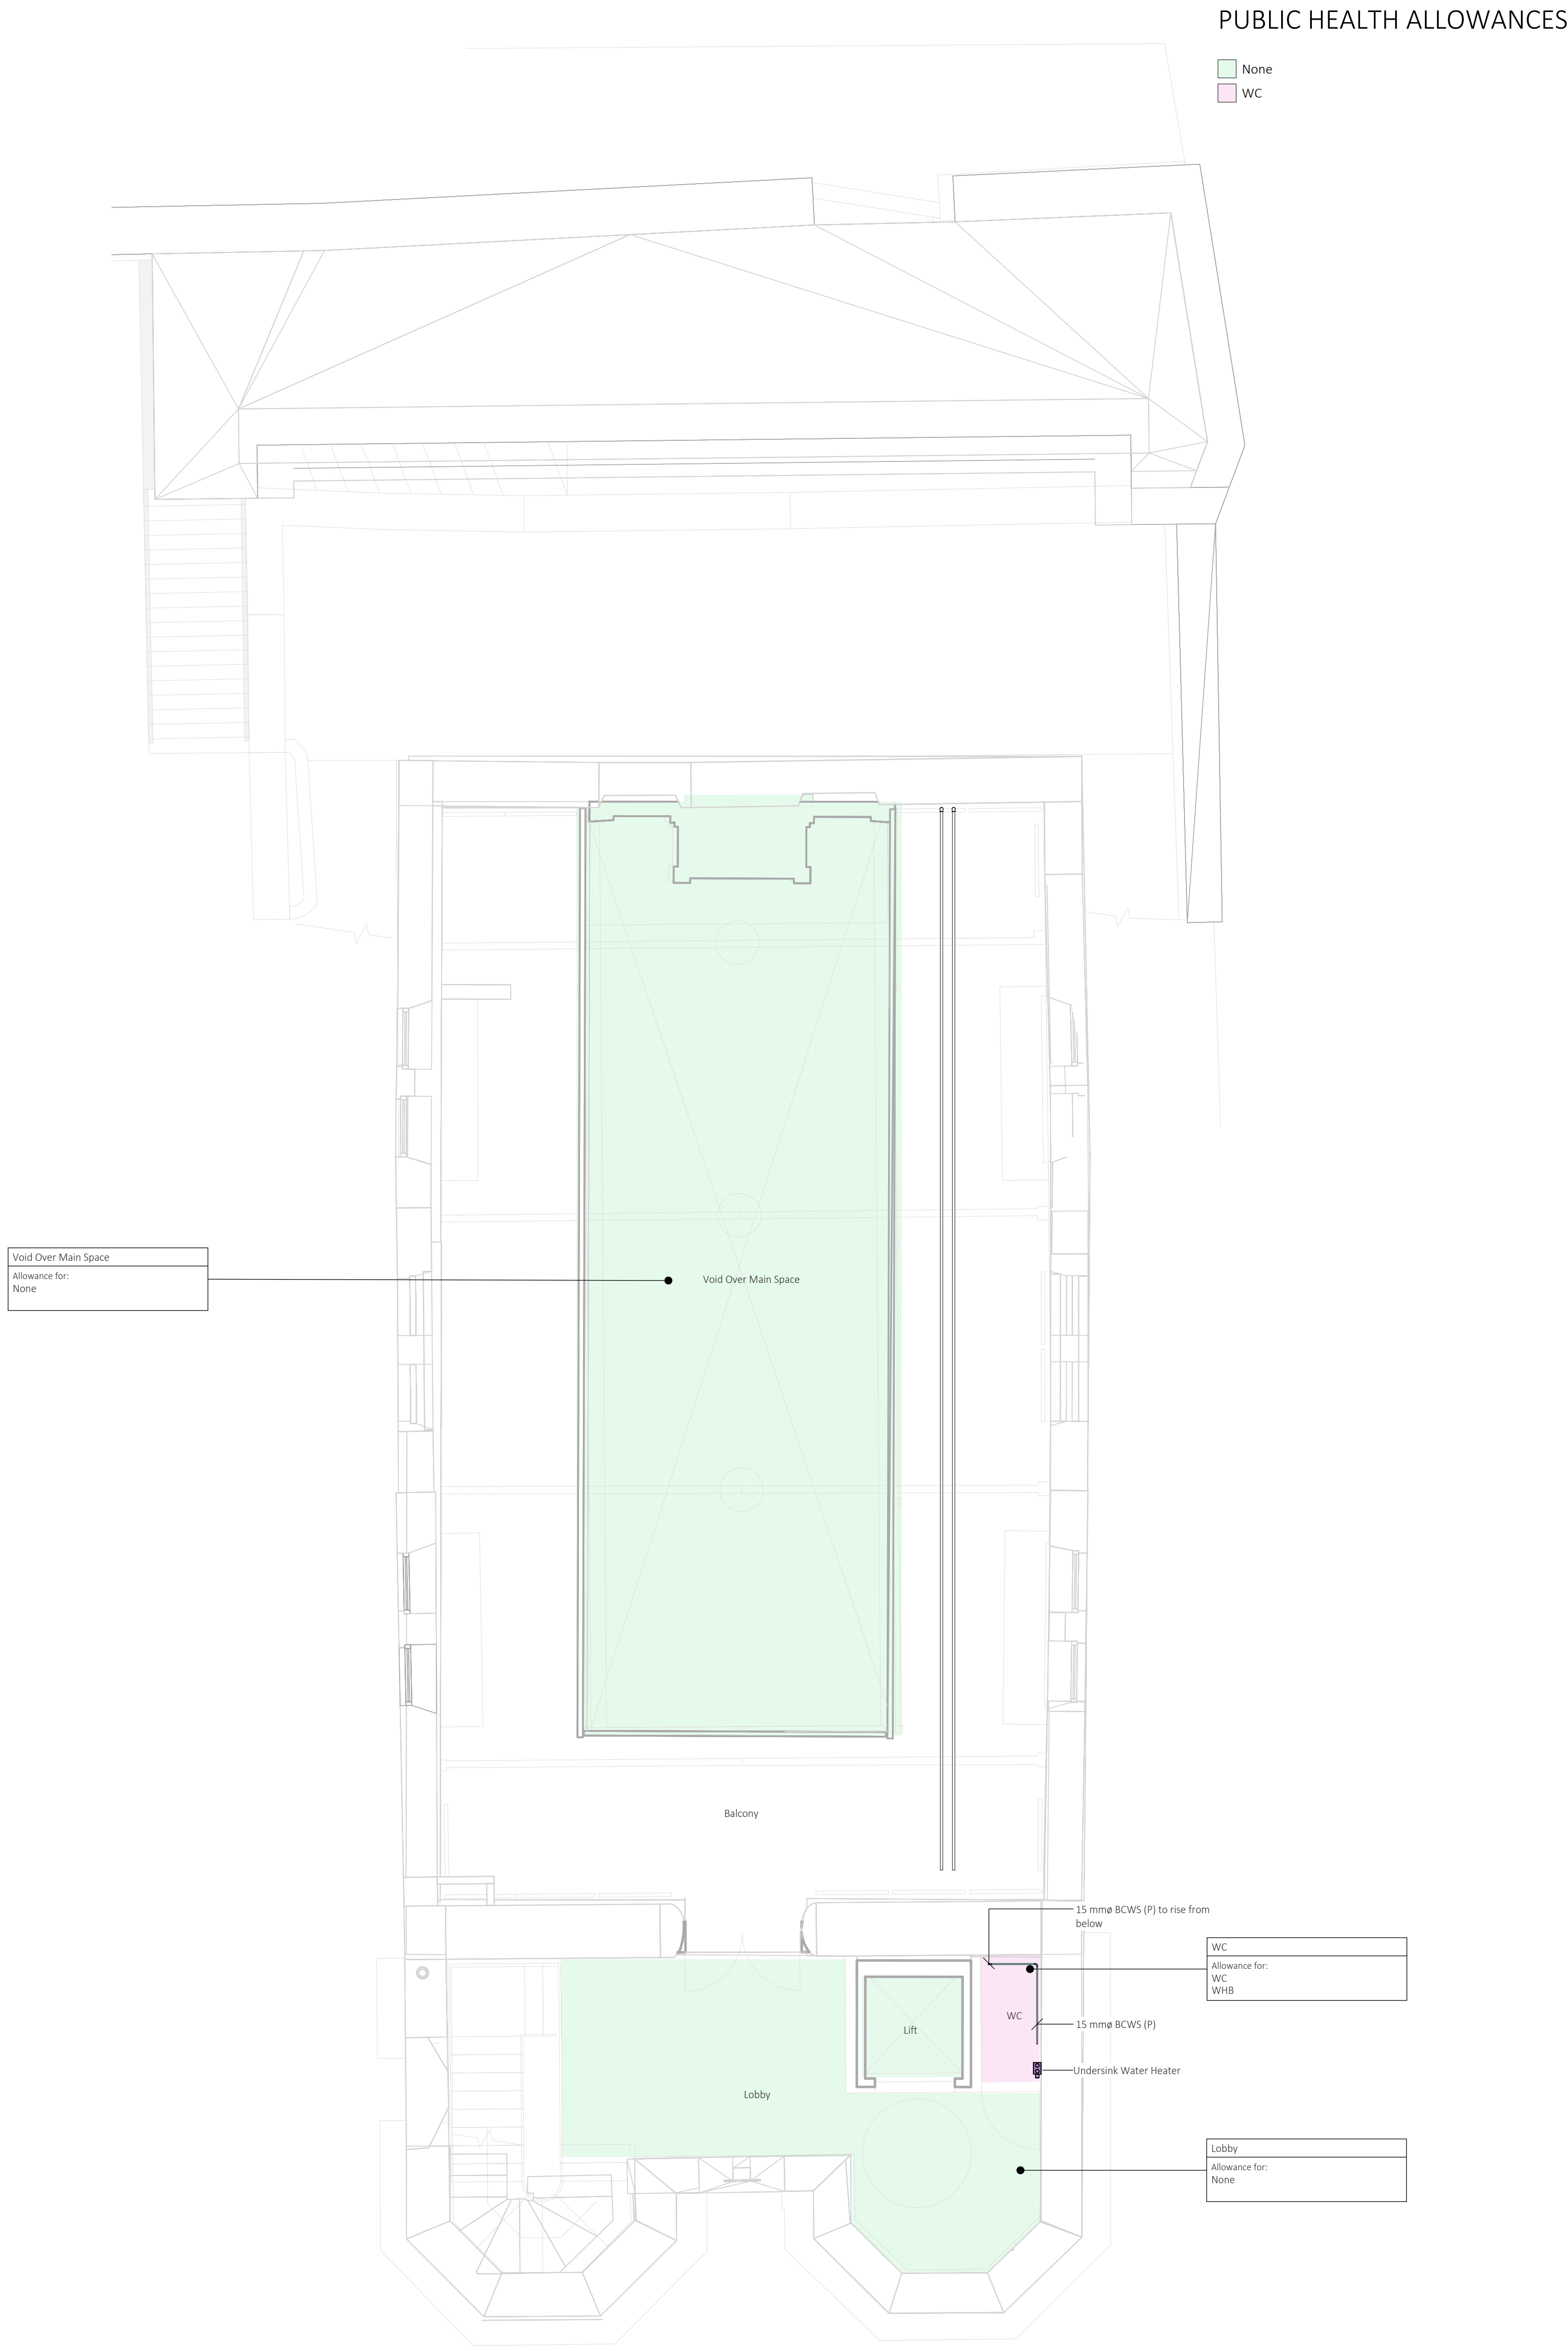 PUBLIC HEALTH ALLOWANCES
None
WC
Void Over Main Space
Allowance for:
None
Void Over Main Space
Balcony
15 mmø BCWS (P) to rise from
below
WC
Allowance for:
WC
WHB
WC
15 mmø BCWS (P)
Lift
Undersink Water Heater
Lobby
Lobby
Allowance for:
None